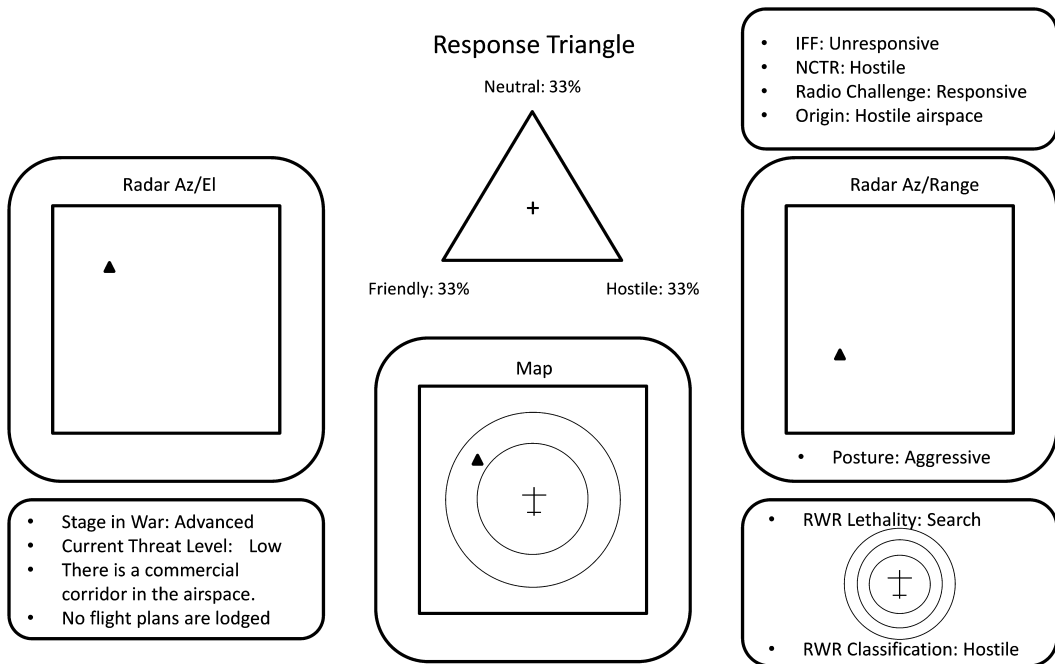 Response Triangle
Neutral: 33%
Friendly: 33%
Hostile: 33%
• IFF: Unresponsive
• NCTR: Hostile
• Radio Challenge: Responsive
• Origin: Hostile airspace
Radar Az/El
Radar Az/Range
• Posture: Aggressive
Map
• Stage in War: Advanced
• Current Threat Level: Low
• There is a commercial
corridor in the airspace.
• No flight plans are lodged
• RWR Lethality: Search
• RWR Classification: Hostile